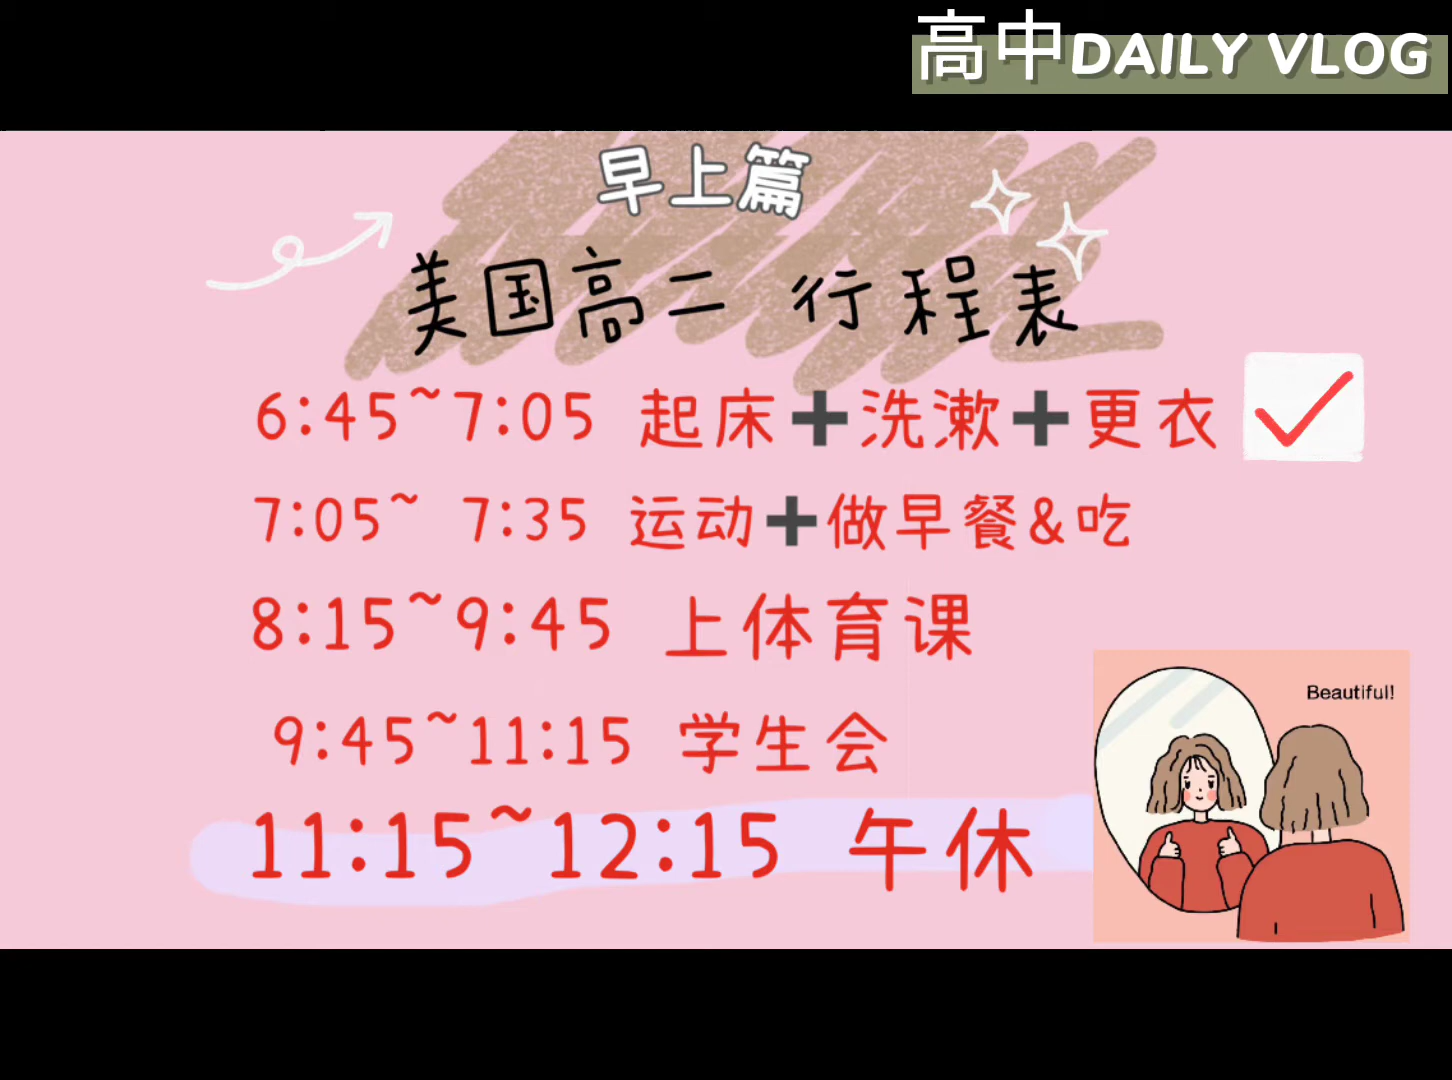 高中DAILY VLOG
早上篇
美国高二 行程表
6:45~7:05 起床➕洗漱➕更衣
7:05~ 7:35 运动➕做早餐&吃
8:15~9:45 上体育课
9:45~11:15 学生会
Beautiful!
11:15~12:15 午休